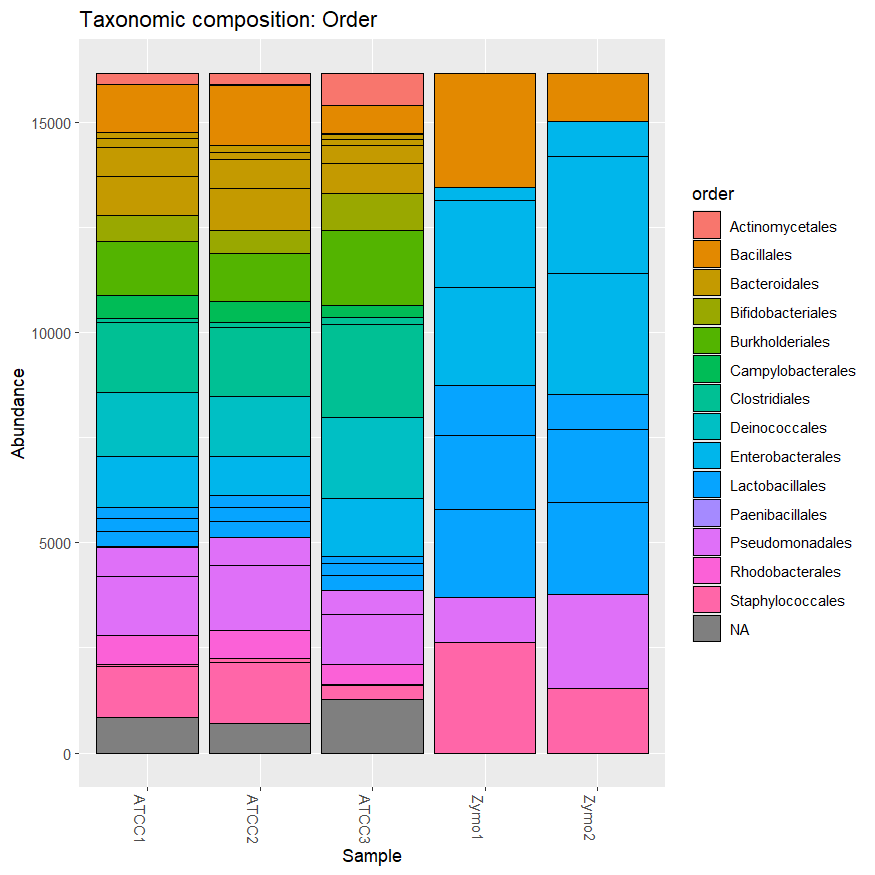 Taxonomic composition: Order
15000
10000
5000
0
Abundance
ATCC1
ATCC2
ATCC3
Zymo1
Zymo2
Sample
order
Actinomycetales
Bacillales
Bacteroidales
Bifidobacteriales
Burkholderiales
Campylobacterales
Clostridiales
Deinococcales
Enterobacterales
Lactobacillales
Paenibacillales
Pseudomonadales
Rhodobacterales
Staphylococcales
NA